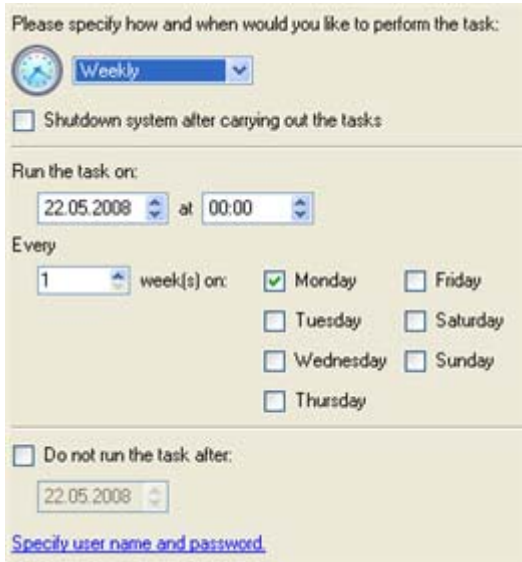 Please specify how and when would you like to perform the task:
Weekly
Shutdown system after carrying out the tasks
Run the task on:
22.05.2008 at 00:00
Every
1 week(s) on: Monday Friday
Tuesday Saturday
Wednesday Sunday
Thursday
Do not run the task after:
22.05.2008
Specify user name and password.